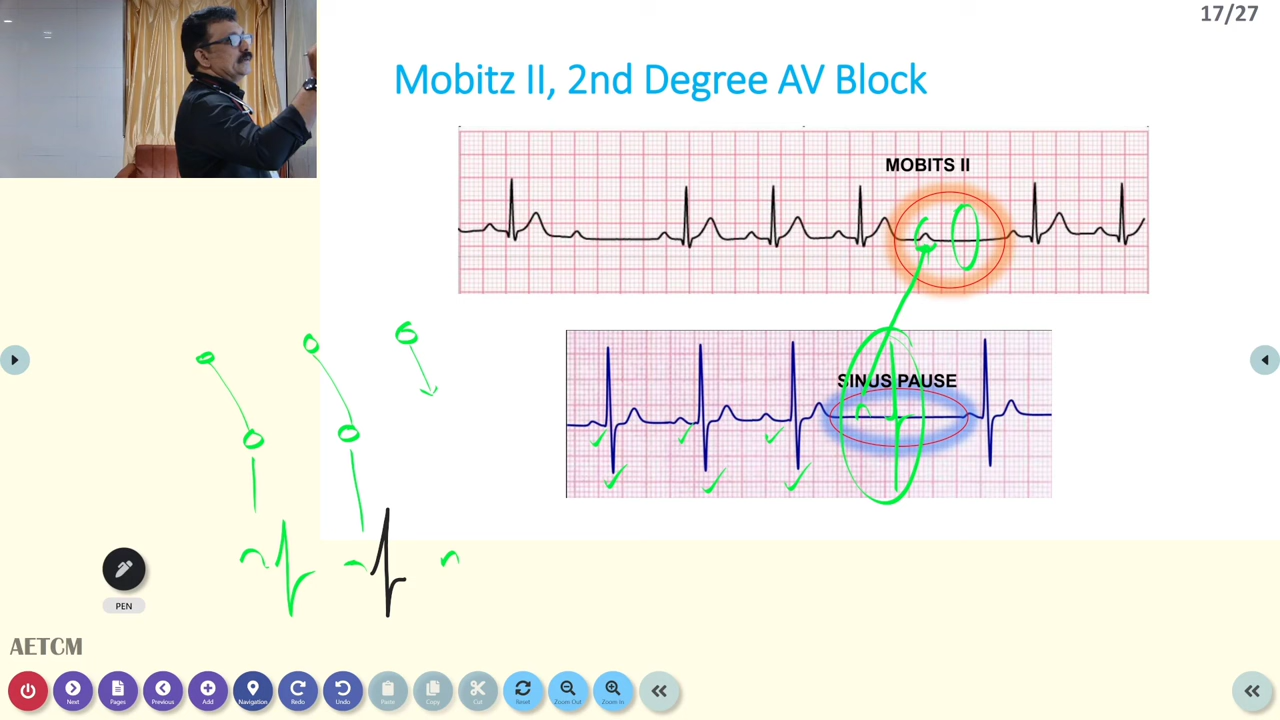 17/27
Mobitz II, 2nd Degree AV Block
MOBITS II
SINUS PAUSE
PEN
AETCM
Next
Pages
Previous
Add
Navigation
Redo
Undo
Paste
Copy
Cut
Reset
Zoom Out
Zoom In